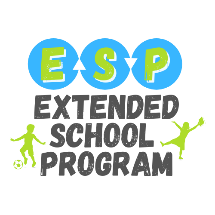 ESP
EXTENDED
SCHOOL
PROGRAM